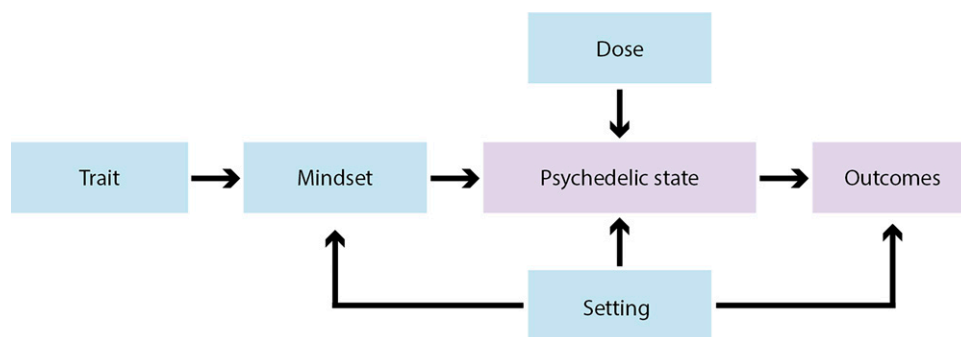 Dose
Trait
Mindset
Psychedelic state
Outcomes
Setting